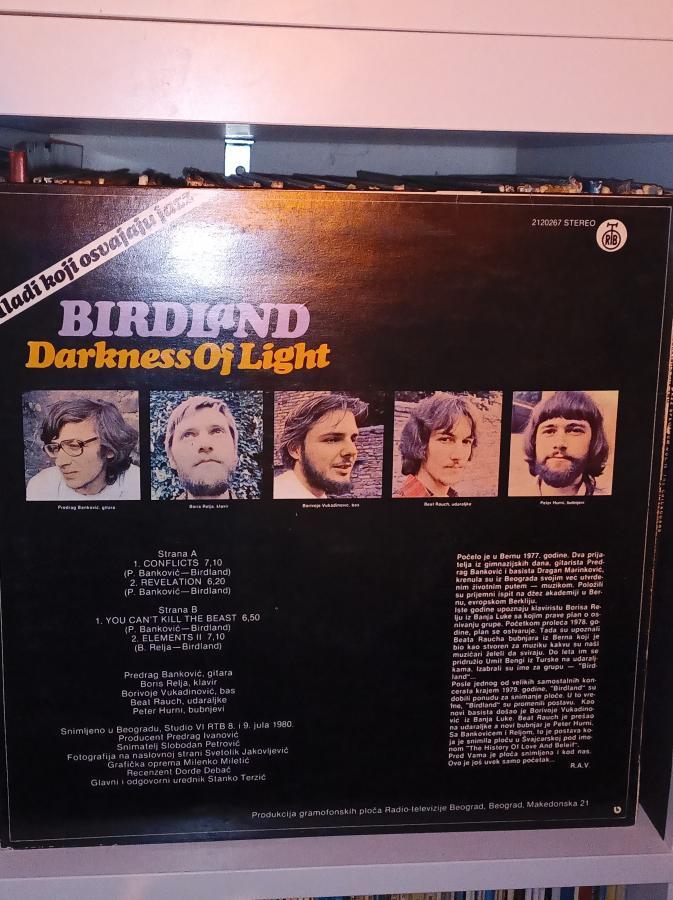 koji osvajaju jazz
2120267 STEREO
RTB
BIRDLaND
Darkness Of Light
Predrag Banković, gitara
Boris Relja, klavir
Borivoje Vukadinović, bas
Beat Rauch, udaraljke
Peter Hurni, bubnjevi
Strana A
1. CONFLICTS 7,10
(P. Banković—Birdland)
2. REVELATION 6,20
(P. Banković—Birdland)
Strana B
1. YOU CAN'T KILL THE BEAST 6,50
(P. Banković—Birdland)
2. ELEMENTS II 7,10
(B. Relja—Birdland)
Predrag Banković, gitara
Boris Relja, klavir
Borivoje Vukadinović, bas
Beat Rauch, udaraljke
Peter Hurni, bubnjevi
Snimljeno u Beogradu, Studio VI RTB 8. i 9. jula 1980.
Producent Predrag Ivanović
Snimatelj Slobodan Petrović
Fotografija na naslovnoj strani Svetolik Jakovljević
Grafička oprema Milenko Miletić
Recenzent Đorđe Debač
Glavni i odgovorni urednik Stanko Terzić
Počelo je u Bernu 1977. godine. Dva prija-
telja iz gimnazijskih dana, gitarista Pred-
rag Banković i basista Dragan Marinković,
krenula su iz Beograda svojim već utvrđe-
nim životnim putem — muzikom. Položili
su prijemni ispit na džez akademiji u Ber-
nu, evropskom Berkliju.
Iste godine upoznaju klaviristu Borisa Re-
lju iz Banja Luke sa kojim prave plan o os-
nivanju grupe. Početkom proleća 1978. go-
dine, plan se ostvaruje. Tada su upoznali
Beata Raucha bubnjara iz Berna koji je
bio kao stvoren za muziku kakvu su naši
muzičari želeli da sviraju. Do leta im se
pridružio Umit Bengi iz Turske na udaralj-
kama. Izabrali su ime za grupu — "Bird-
land"...
Posle jednog od velikih samostalnih kon-
cerata krajem 1979. godine, "Birdland" su
dobili ponudu za snimanje ploče. U to vre-
me, "Birdland" su promenili postavu. Kao
novi basista došao je Borivoje Vukadino-
vić iz Banja Luke. Beat Rauch je prešao
na udaraljke a novi bubnjar je Peter Hurni.
Sa Bankovićem i Reljom, to je postava ko-
ja je snimila ploču u Švajcarskoj pod ime-
nom "The History Of Love And Beleif".
Pred Vama je ploča snimljena i kod nas.
Ovo je još uvek samo početak...
R.A.V.
Produkcija gramofonskih ploča Radio-televizije Beograd, Beograd, Makedonska 21